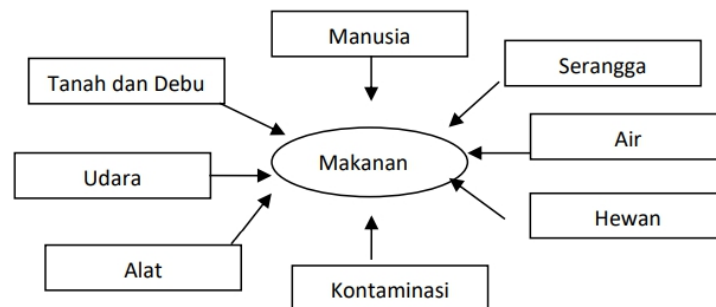 Manusia
Serangga
Tanah dan Debu
Air
Makanan
Udara
Hewan
Alat
Kontaminasi